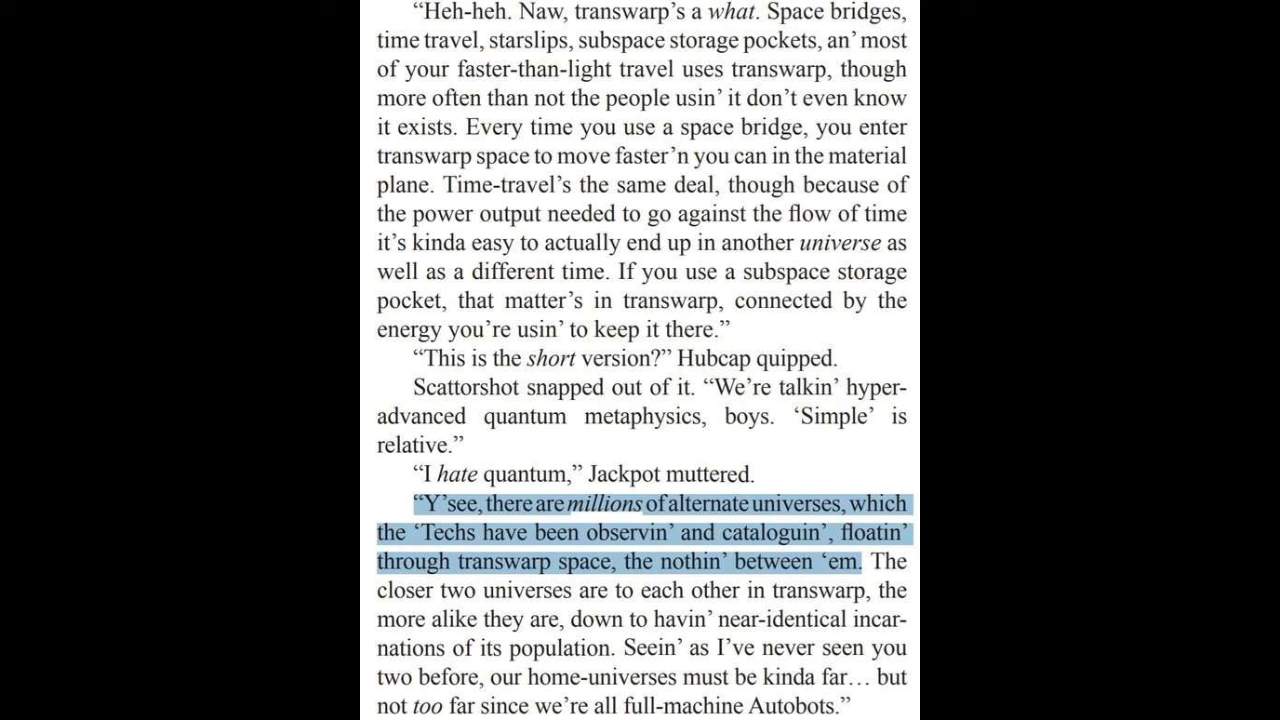 “Heh-heh. Naw, transwarp’s a what. Space bridges,
time travel, starslips, subspace storage pockets, an’ most
of your faster-than-light travel uses transwarp, though
more often than not the people usin’ it don’t even know
it exists. Every time you use a space bridge, you enter
transwarp space to move faster’n you can in the material
plane. Time-travel’s the same deal, though because of
the power output needed to go against the flow of time
it’s kinda easy to actually end up in another universe as
well as a different time. If you use a subspace storage
pocket, that matter’s in transwarp, connected by the
energy you’re usin’ to keep it there.”
“This is the short version?” Hubcap quipped.
Scattorshot snapped out of it. “We’re talkin’ hyper-
advanced quantum metaphysics, boys. ‘Simple’ is
relative.”
“I hate quantum,” Jackpot muttered.
“Y’see, there are millions of alternate universes, which
the ‘Techs have been observin’ and cataloguin’, floatin’
through transwarp space, the nothin’ between ‘em. The
closer two universes are to each other in transwarp, the
more alike they are, down to havin’ near-identical incar-
nations of its population. Seein’ as I’ve never seen you
two before, our home-universes must be kinda far… but
not too far since we’re all full-machine Autobots.”